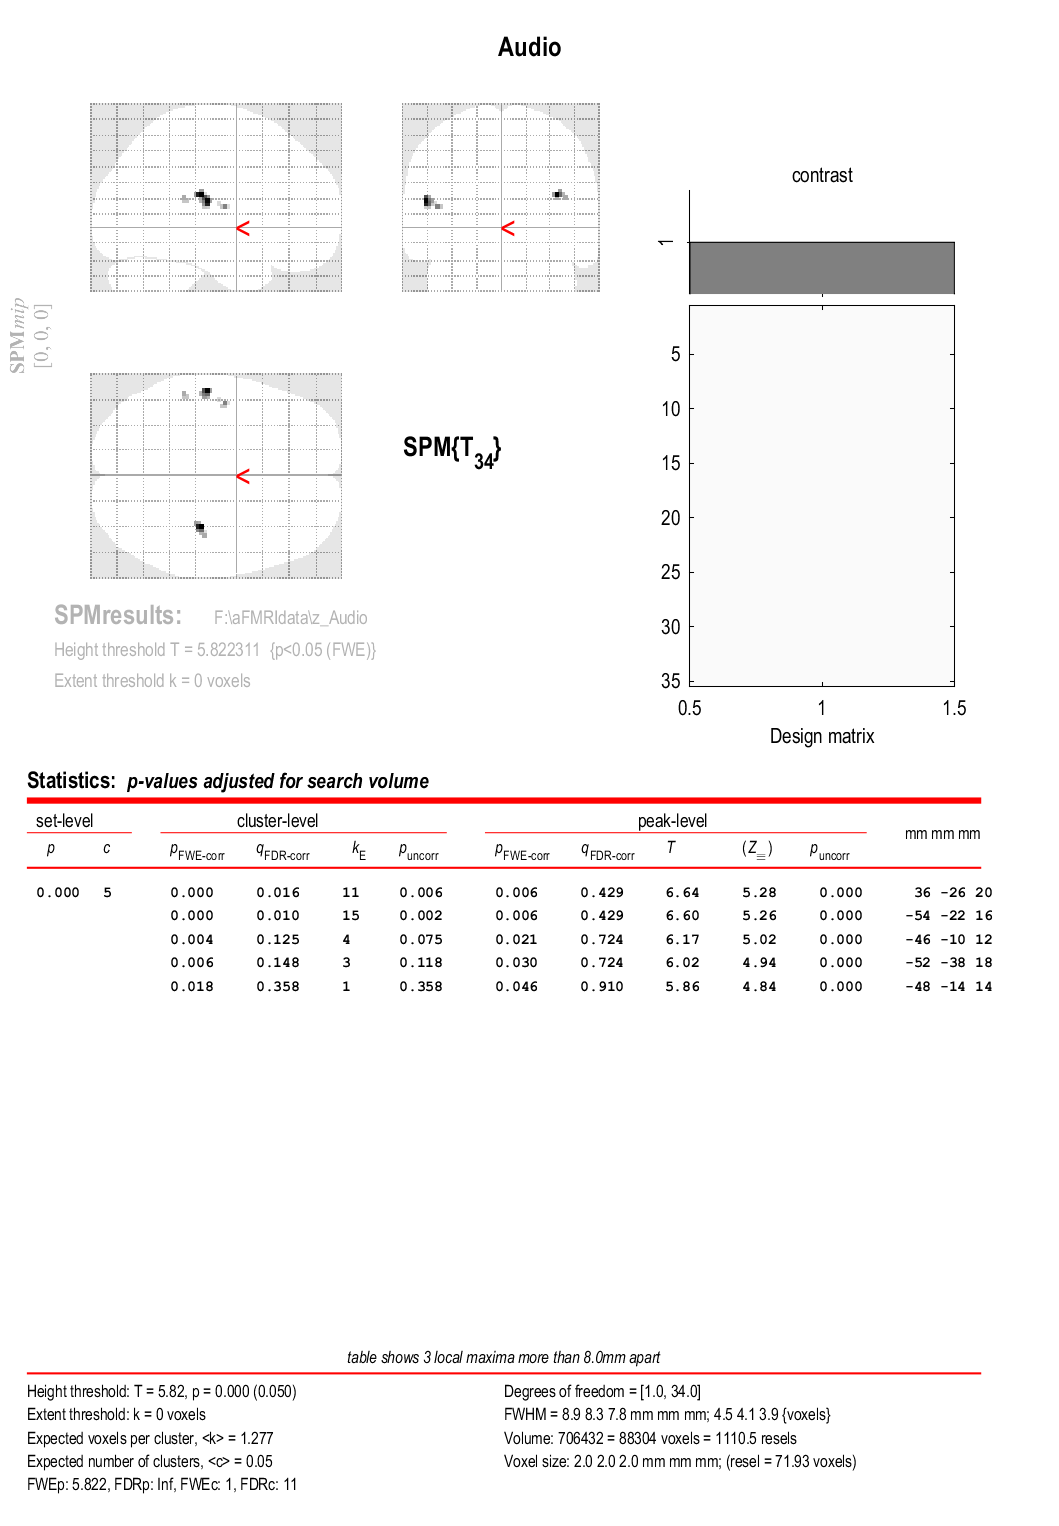 Audio
<
<
<
SPMmip
[0, 0, 0]
SPM{T34}
contrast
1
5
10
15
20
25
30
35
0.5 1 1.5
Design matrix
SPMresults: F:\aFMRIdata\z_Audio
Height threshold T = 5.822311 {p<0.05 (FWE)}
Extent threshold k = 0 voxels
Statistics: p-values adjusted for search volume
set-level cluster-level peak-level mm mm mm
p c pFWE-corr qFDR-corr kE puncorr pFWE-corr qFDR-corr T (Z≡) puncorr
0.000 5 0.000 0.016 11 0.006 0.006 0.429 6.64 5.28 0.000 36 -26 20
0.000 0.010 15 0.002 0.006 0.429 6.60 5.26 0.000 -54 -22 16
0.004 0.125 4 0.075 0.021 0.724 6.17 5.02 0.000 -46 -10 12
0.006 0.148 3 0.118 0.030 0.724 6.02 4.94 0.000 -52 -38 18
0.018 0.358 1 0.358 0.046 0.910 5.86 4.84 0.000 -48 -14 14
table shows 3 local maxima more than 8.0mm apart
Height threshold: T = 5.82, p = 0.000 (0.050)
Extent threshold: k = 0 voxels
Expected voxels per cluster, <k> = 1.277
Expected number of clusters, <c> = 0.05
FWEp: 5.822, FDRp: Inf, FWEc: 1, FDRc: 11
Degrees of freedom = [1.0, 34.0]
FWHM = 8.9 8.3 7.8 mm mm mm; 4.5 4.1 3.9 {voxels}
Volume: 706432 = 88304 voxels = 1110.5 resels
Voxel size: 2.0 2.0 2.0 mm mm mm; (resel = 71.93 voxels)